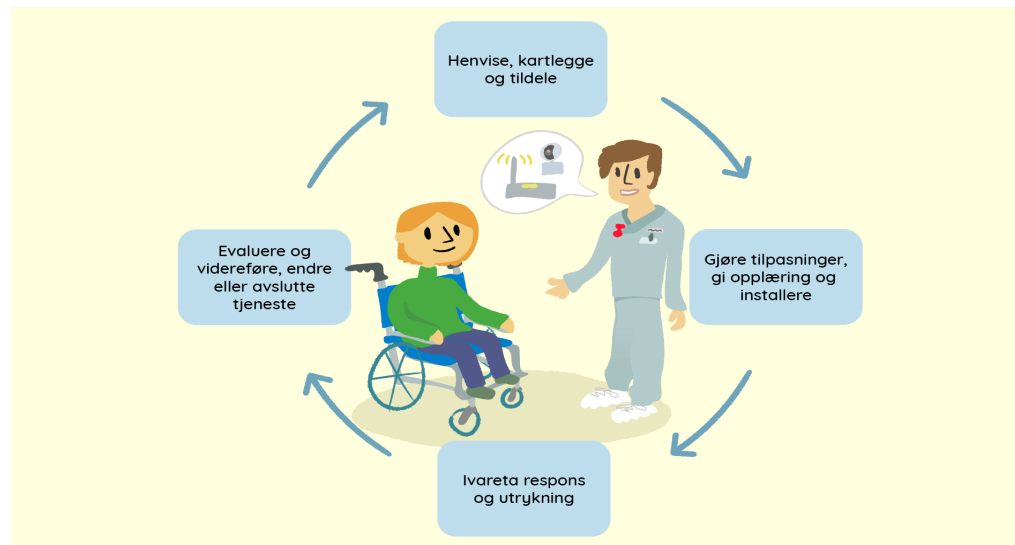 Henvise, kartlegge
og tildele
Gjøre tilpasninger,
gi opplæring og
installere
Ivareta respons
og utrykning
Evaluere og
videreføre, endre
eller avslutte
tjeneste